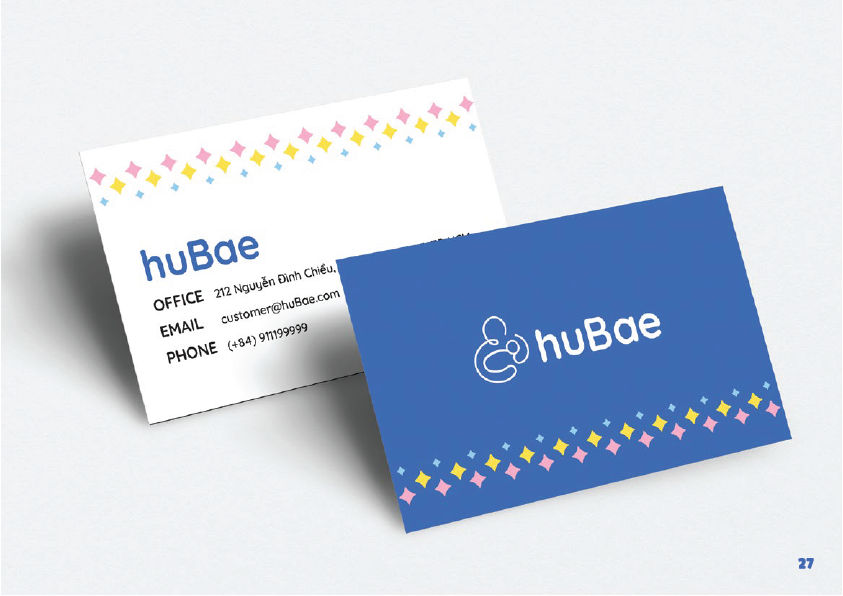 huBae
OFFICE 212 Nguyễn Đình Chiểu,
EMAIL customer@huBae.com
PHONE (+84) 911199999
huBae
27